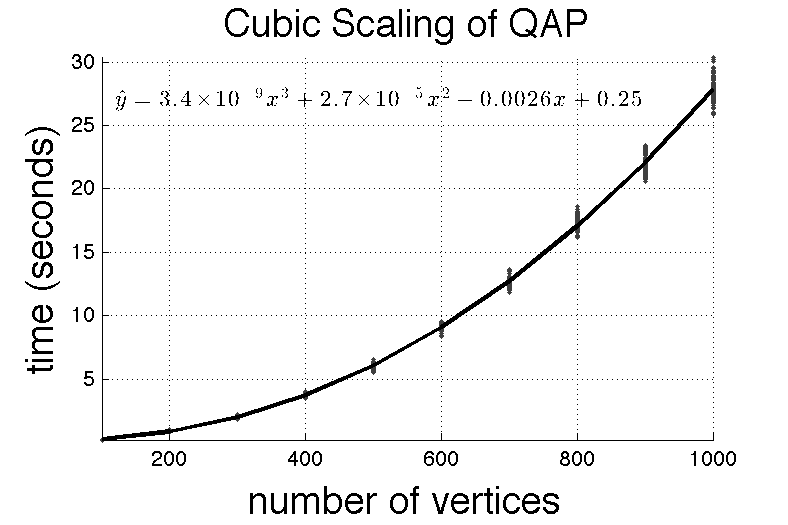 Cubic Scaling of QAP
30
ŷ = 3.4×10 9x³ + 2.7×10 5x² − 0.0026x + 0.25
25
20
15
10
5
time (seconds)
200 400 600 800 1000
number of vertices